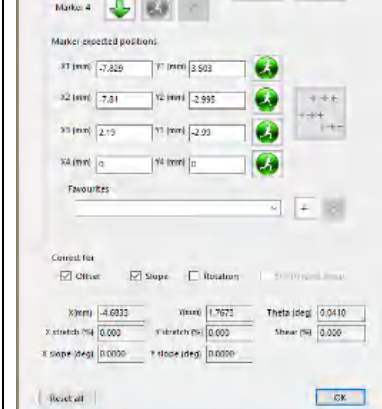 Marker 4
Marker expected positions
X1 (mm) -7.829 Y1 (mm) 3.503
X2 (mm) -7.81 Y2 (mm) -2.995
X3 (mm) 2.19 Y3 (mm) -2.99
X4 (mm) 0 Y4 (mm) 0
Favourites
+
Correct for
Offset Slope Rotation
X(mm) -4.6833 Y(mm) 1.7673 Theta (deg) 0.0410
X stretch (%) 0.000 Y stretch (%) 0.000 Shear (%) 0.000
X slope (deg) 0.0000 Y slope (deg) 0.0000
Reset all OK